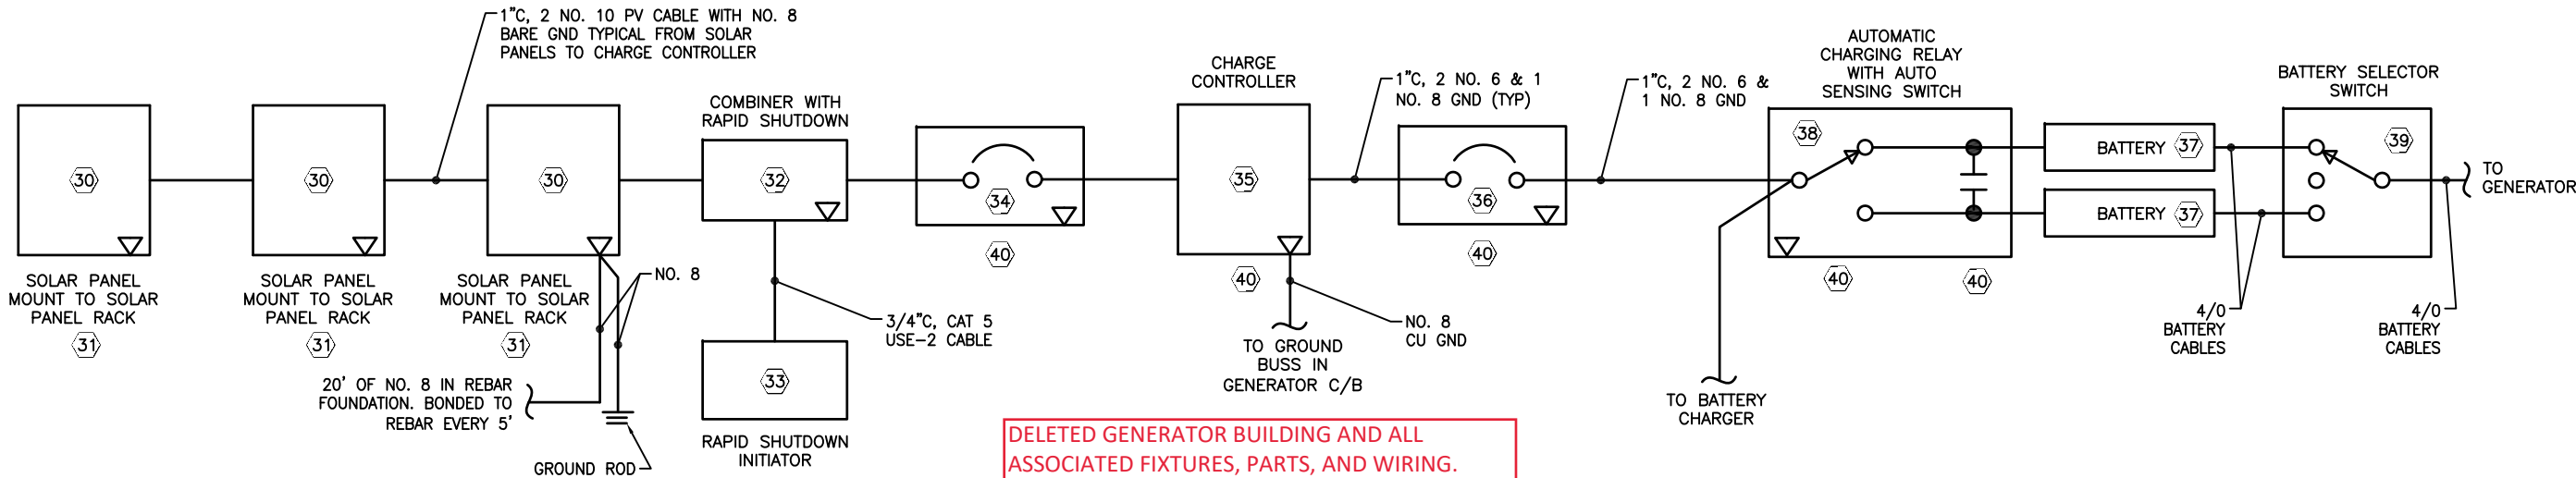 1"C, 2 NO. 10 PV CABLE WITH NO. 8
BARE GND TYPICAL FROM SOLAR
PANELS TO CHARGE CONTROLLER
30
SOLAR PANEL
MOUNT TO SOLAR
PANEL RACK
31
30
SOLAR PANEL
MOUNT TO SOLAR
PANEL RACK
31
30
SOLAR PANEL
MOUNT TO SOLAR
PANEL RACK
31
NO. 8
20' OF NO. 8 IN REBAR
FOUNDATION. BONDED TO
REBAR EVERY 5'
GROUND ROD
COMBINER WITH
RAPID SHUTDOWN
32
3/4"C, CAT 5
USE-2 CABLE
33
RAPID SHUTDOWN
INITIATOR
34
40
CHARGE
CONTROLLER
35
40
NO. 8
CU GND
TO GROUND
BUSS IN
GENERATOR C/B
1"C, 2 NO. 6 & 1
NO. 8 GND (TYP)
36
40
1"C, 2 NO. 6 &
1 NO. 8 GND
AUTOMATIC
CHARGING RELAY
WITH AUTO
SENSING SWITCH
38
40
40
TO BATTERY
CHARGER
BATTERY 37
BATTERY 37
4/0
BATTERY
CABLES
BATTERY SELECTOR
SWITCH
39
TO
GENERATOR
4/0
BATTERY
CABLES
DELETED GENERATOR BUILDING AND ALL
ASSOCIATED FIXTURES, PARTS, AND WIRING.